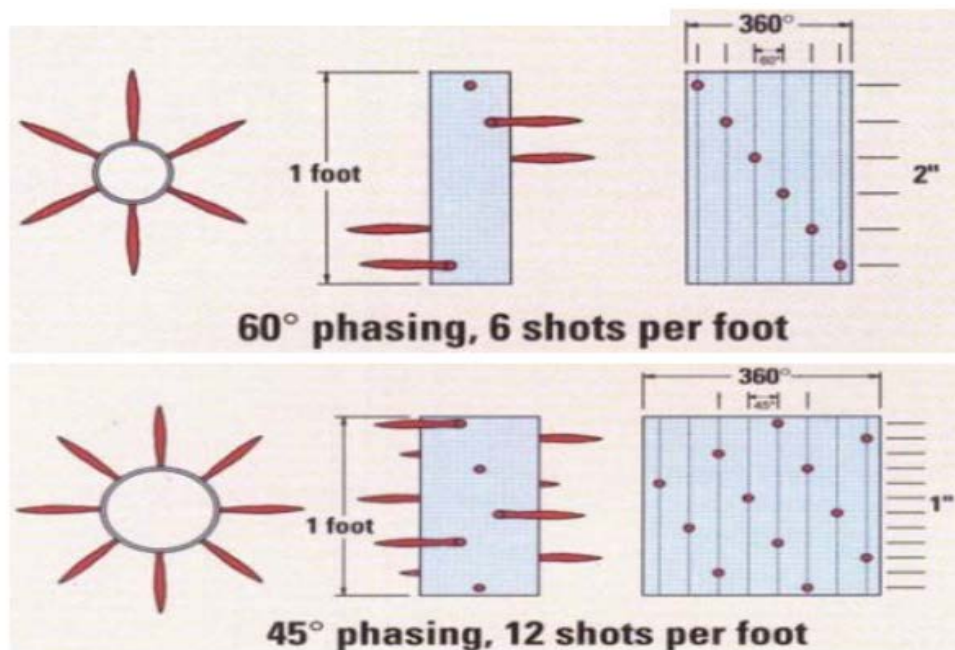 360°
60°
1 foot
2"
60° phasing, 6 shots per foot
360°
45°
1 foot
1"
45° phasing, 12 shots per foot